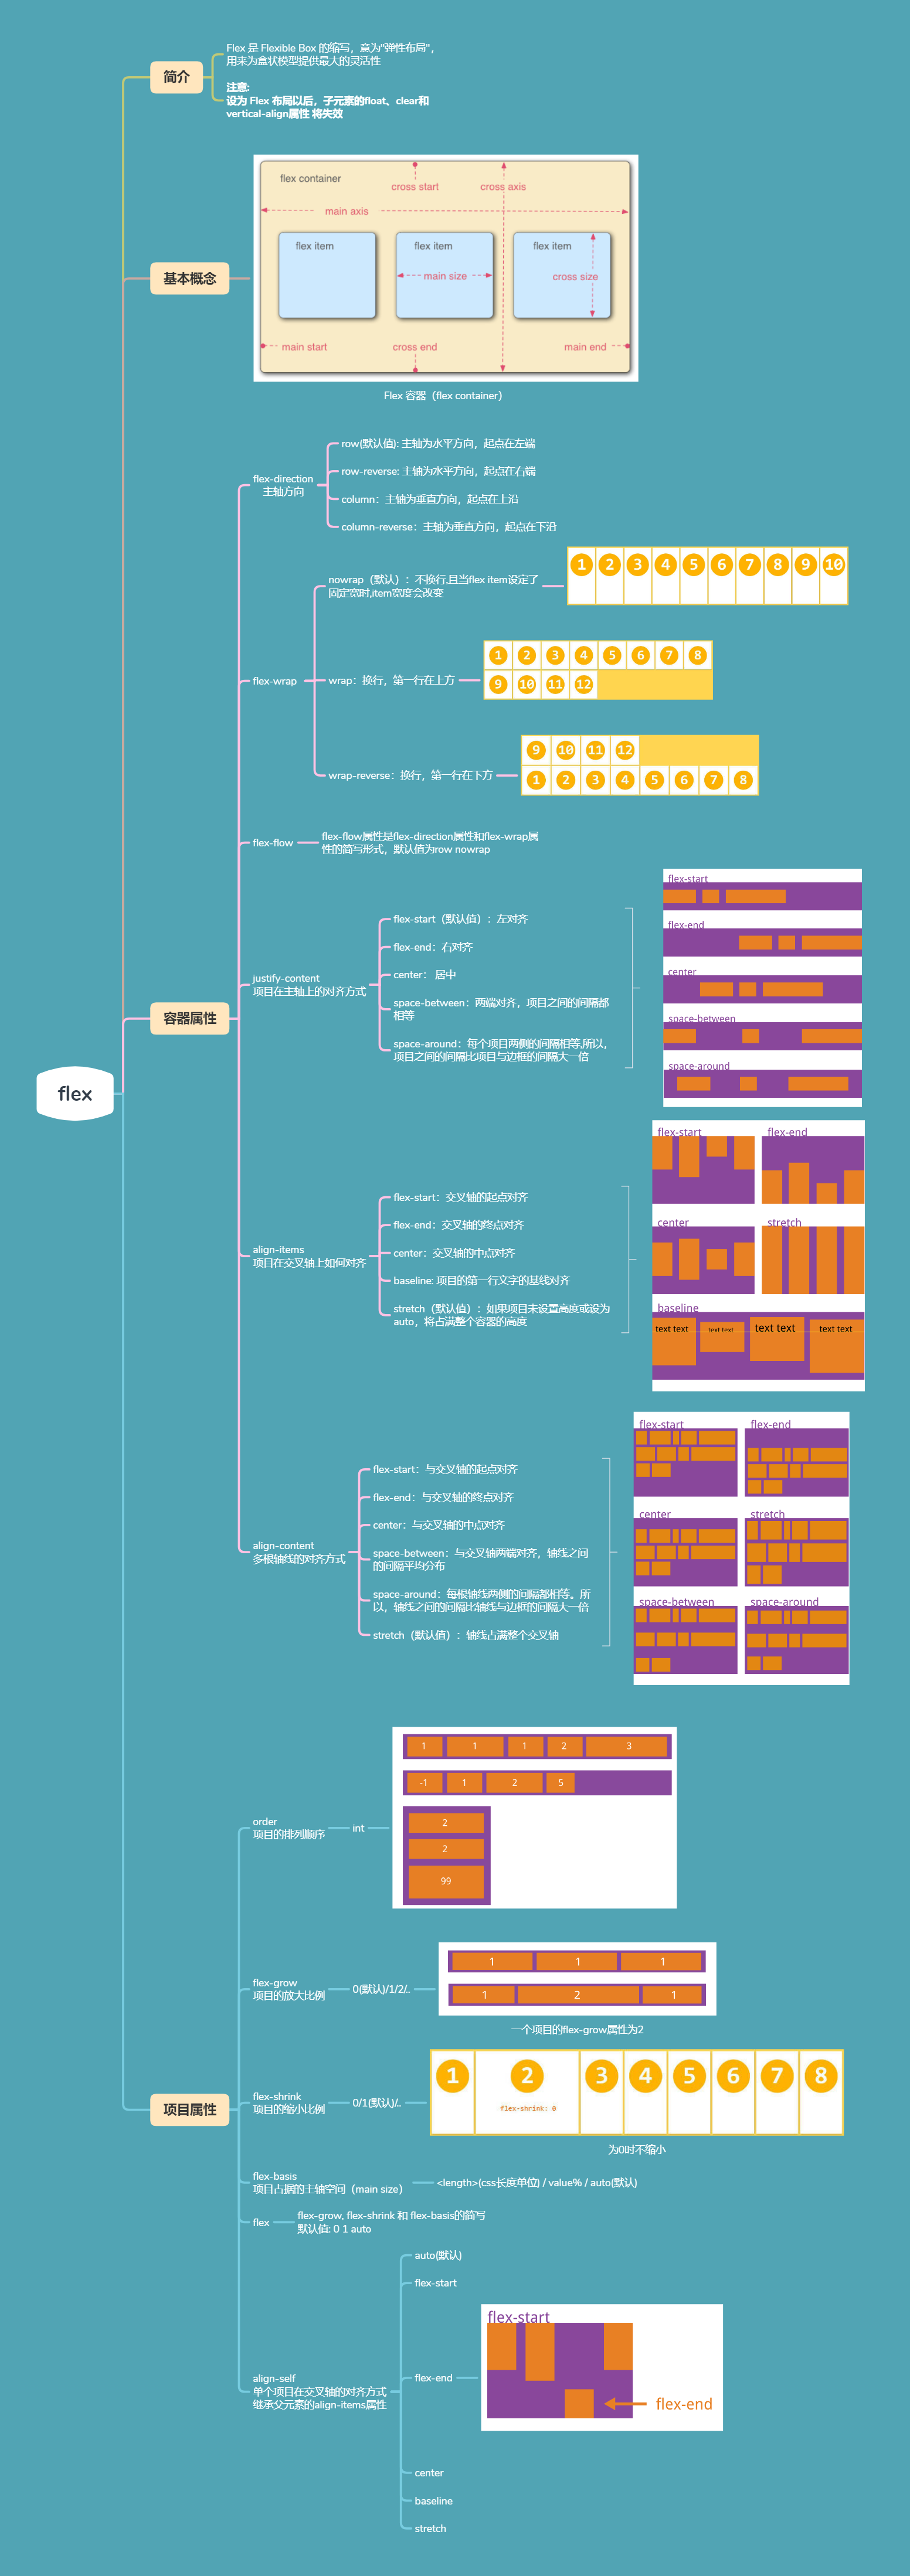 flex
简介
Flex 是 Flexible Box 的缩写，意为"弹性布局"，
用来为盒状模型提供最大的灵活性
注意:
设为 Flex 布局以后，子元素的float、clear和
vertical-align属性 将失效
基本概念
flex container
cross start
cross axis
main axis
flex item
flex item
flex item
main size
cross size
main start
cross end
main end
Flex 容器（flex container）
容器属性
flex-direction
主轴方向
row(默认值): 主轴为水平方向，起点在左端
row-reverse: 主轴为水平方向，起点在右端
column：主轴为垂直方向，起点在上沿
column-reverse：主轴为垂直方向，起点在下沿
flex-wrap
nowrap（默认）：不换行,且当flex item设定了
固定宽时,item宽度会改变
1 2 3 4 5 6 7 8 9 10
wrap：换行，第一行在上方
1 2 3 4 5 6 7 8
9 10 11 12
wrap-reverse：换行，第一行在下方
9 10 11 12
1 2 3 4 5 6 7 8
flex-flow
flex-flow属性是flex-direction属性和flex-wrap属
性的简写形式，默认值为row nowrap
justify-content
项目在主轴上的对齐方式
flex-start（默认值）：左对齐
flex-end：右对齐
center： 居中
space-between：两端对齐，项目之间的间隔都
相等
space-around：每个项目两侧的间隔相等,所以，
项目之间的间隔比项目与边框的间隔大一倍
flex-start
flex-end
center
space-between
space-around
align-items
项目在交叉轴上如何对齐
flex-start：交叉轴的起点对齐
flex-end：交叉轴的终点对齐
center：交叉轴的中点对齐
baseline: 项目的第一行文字的基线对齐
stretch（默认值）：如果项目未设置高度或设为
auto，将占满整个容器的高度
flex-start
flex-end
center
stretch
baseline
text text
text text
text text
text text
align-content
多根轴线的对齐方式
flex-start：与交叉轴的起点对齐
flex-end：与交叉轴的终点对齐
center：与交叉轴的中点对齐
space-between：与交叉轴两端对齐，轴线之间
的间隔平均分布
space-around：每根轴线两侧的间隔都相等。所
以，轴线之间的间隔比轴线与边框的间隔大一倍
stretch（默认值）：轴线占满整个交叉轴
flex-start
flex-end
center
stretch
space-between
space-around
项目属性
order
项目的排列顺序
int
1 1 1 2 3
-1 1 2 5
2
2
99
flex-grow
项目的放大比例
0(默认)/1/2/..
1 1 1
1 2 1
一个项目的flex-grow属性为2
flex-shrink
项目的缩小比例
0/1(默认)/..
1 2 3 4 5 6 7 8
flex-shrink: 0
为0时不缩小
flex-basis
项目占据的主轴空间（main size）
<length>(css长度单位) / value% / auto(默认)
flex
flex-grow, flex-shrink 和 flex-basis的简写
默认值: 0 1 auto
align-self
单个项目在交叉轴的对齐方式
继承父元素的align-items属性
auto(默认)
flex-start
flex-end
flex-start
flex-end
center
baseline
stretch